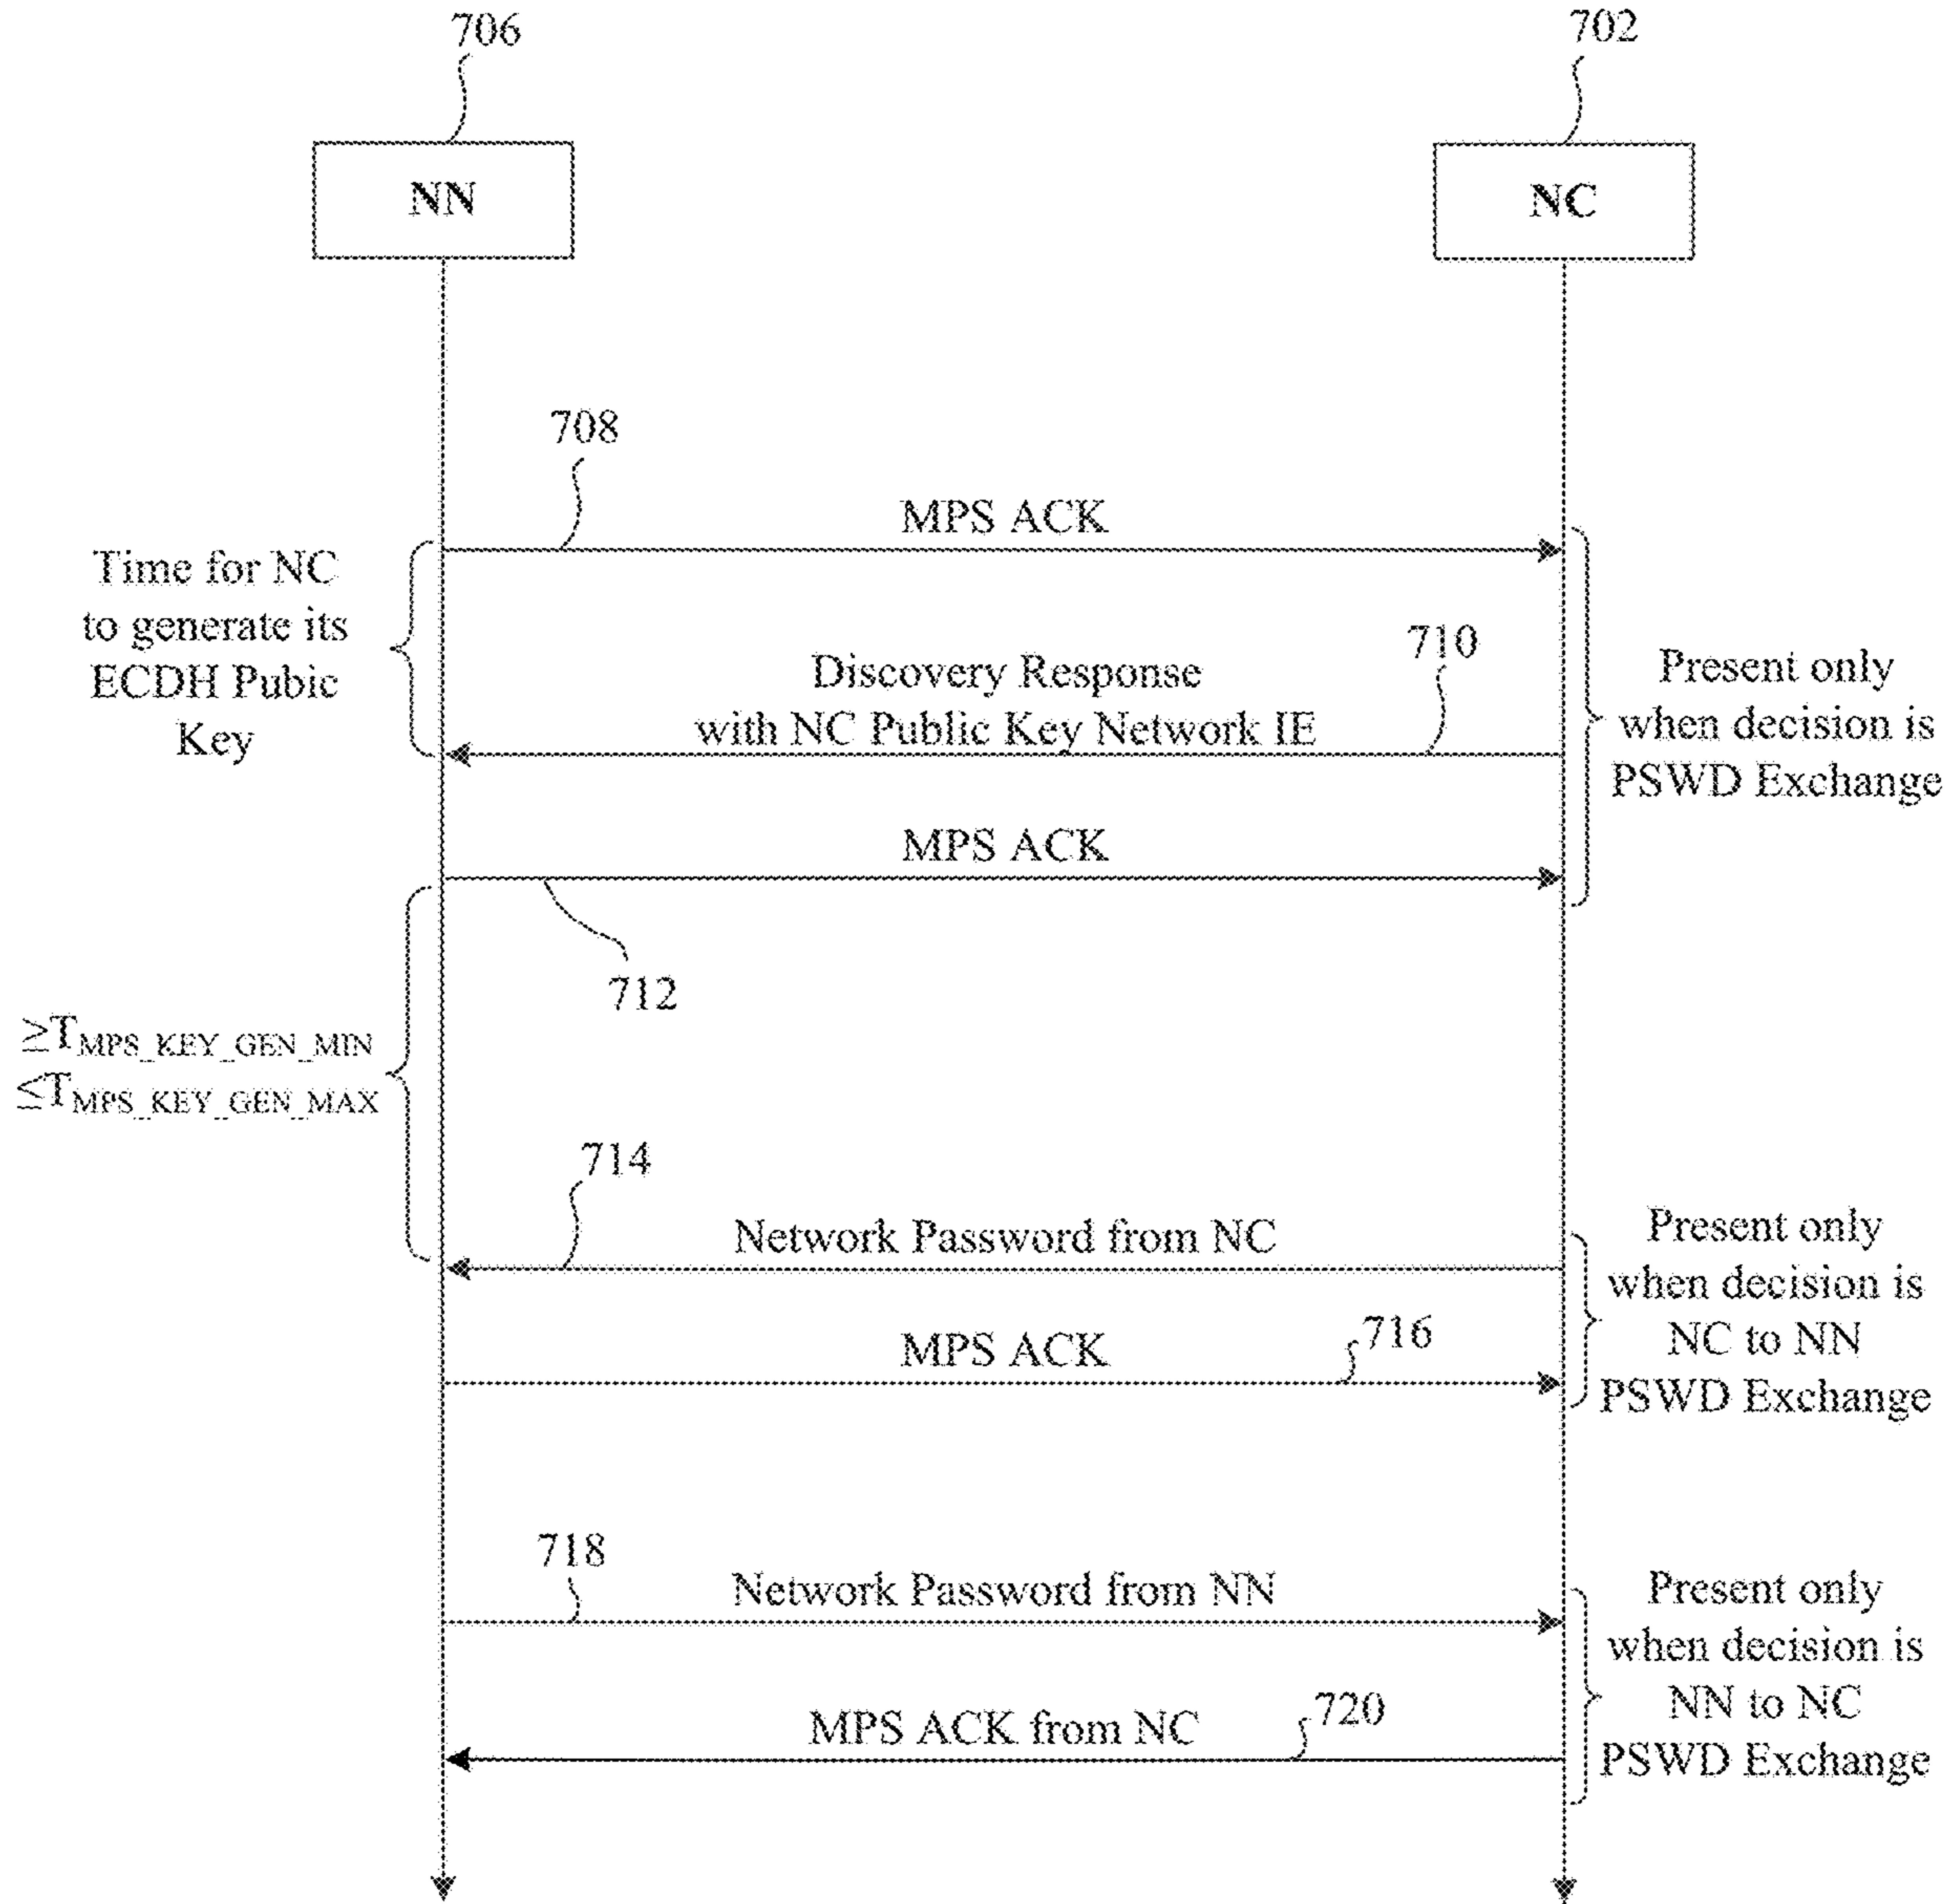 706
702
NN
NC
708
MPS ACK
Time for NC
to generate its
ECDH Pubic
Key
710
Discovery Response
with NC Public Key Network IE
Present only
when decision is
PSWD Exchange
MPS ACK
712
≥TMPS_KEY_GEN_MIN
≤TMPS_KEY_GEN_MAX
714
Network Password from NC
Present only
when decision is
NC to NN
PSWD Exchange
MPS ACK
716
718
Network Password from NN
Present only
when decision is
NN to NC
PSWD Exchange
MPS ACK from NC
720